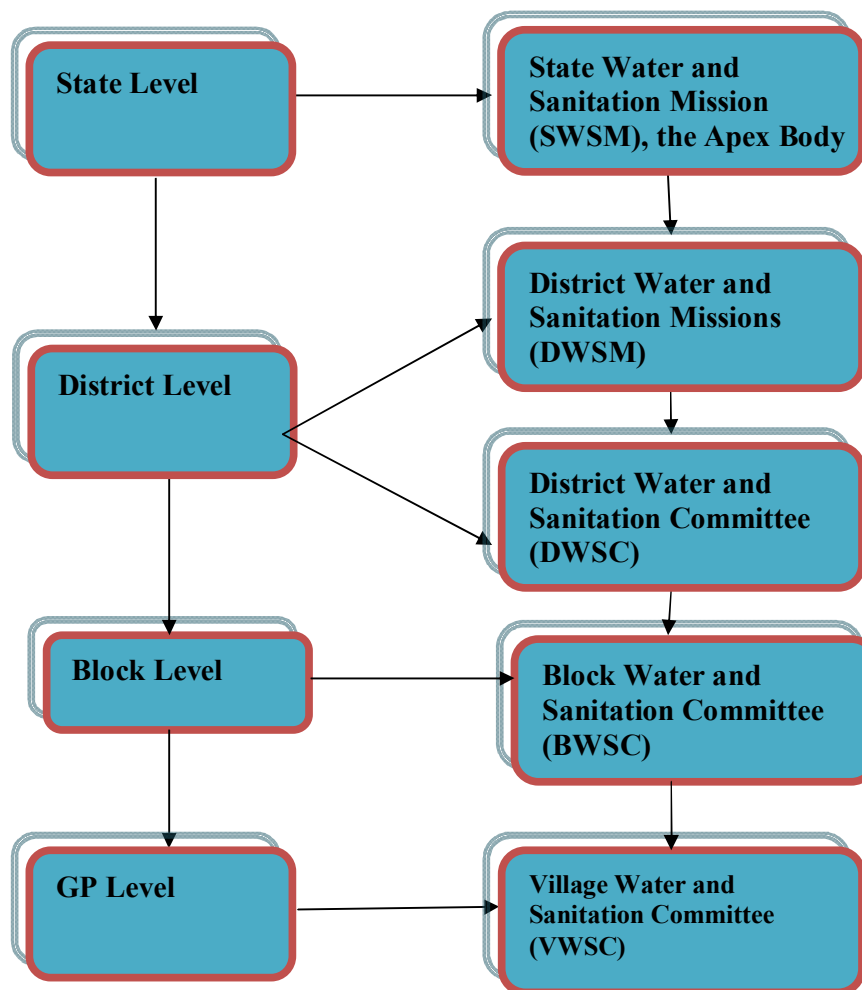 State Level
State Water and
Sanitation Mission
(SWSM), the Apex Body
District Water and
Sanitation Missions
(DWSM)
District Level
District Water and
Sanitation Committee
(DWSC)
Block Level
Block Water and
Sanitation Committee
(BWSC)
GP Level
Village Water and
Sanitation Committee
(VWSC)